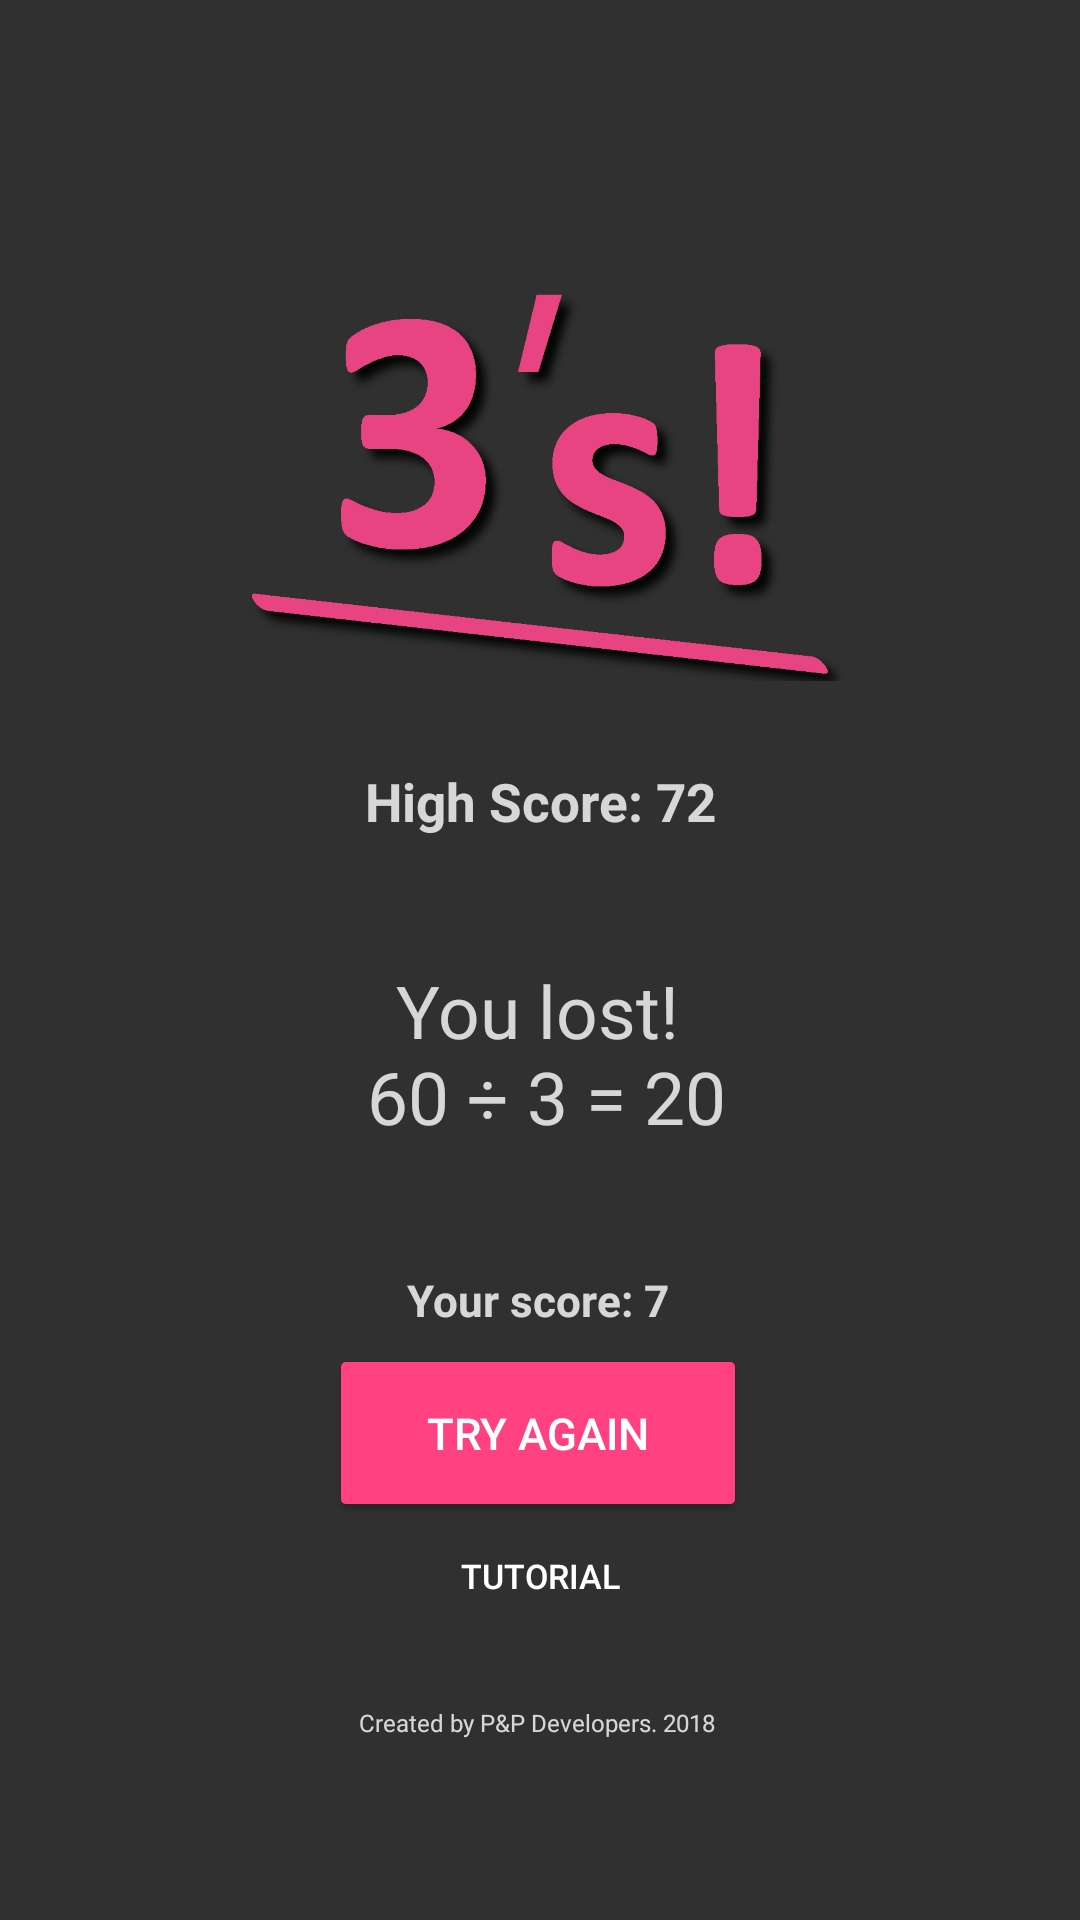 3's!
High Score: 72
You lost!
60 ÷ 3 = 20
Your score: 7
TRY AGAIN
TUTORIAL
Created by P&P Developers. 2018